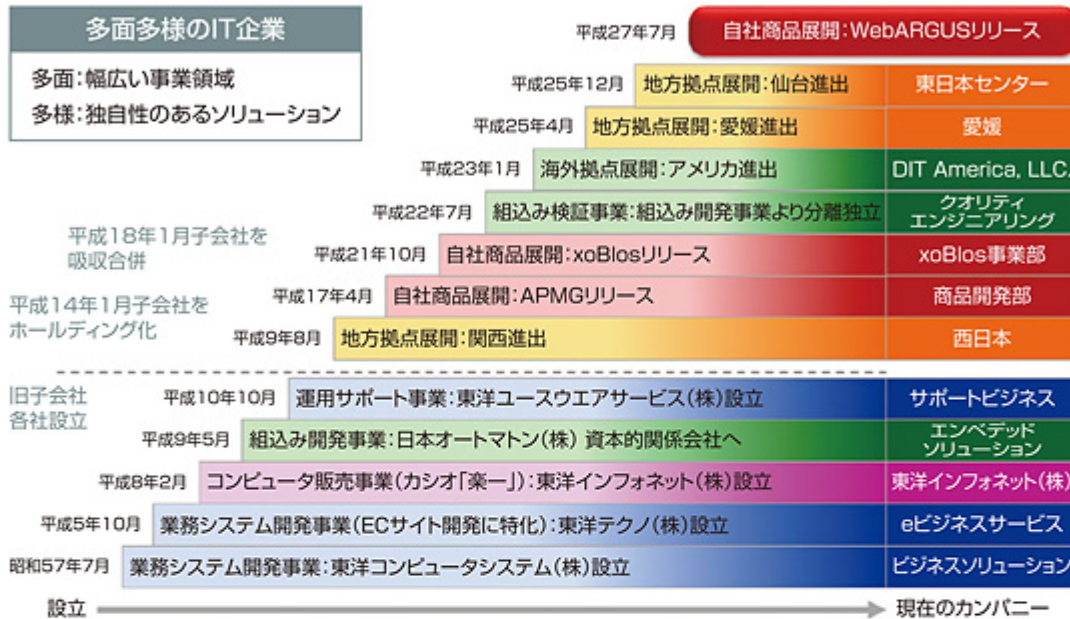 多面多様のIT企業
多面:幅広い事業領域
多様:独自性のあるソリューション
平成27年7月 自社商品展開:WebARGUSリリース
平成25年12月 地方拠点展開:仙台進出 東日本センター
平成25年4月 地方拠点展開:愛媛進出 愛媛
平成23年1月 海外拠点展開:アメリカ進出 DIT America, LLC.
平成22年7月 組込み検証事業:組込み開発事業より分離独立 クオリティ
エンジニアリング
平成18年1月子会社を
吸収合併
平成21年10月 自社商品展開:xoBlosリリース xoBlos事業部
平成17年4月 自社商品展開:APMGリリース 商品開発部
平成14年1月子会社を
ホールディング化
平成9年8月 地方拠点展開:関西進出 西日本
旧子会社
各社設立
平成10年10月 運用サポート事業:東洋ユースウエアサービス(株)設立 サポートビジネス
平成9年5月 組込み開発事業:日本オートマトン(株) 資本的関係会社へ エンベデッド
ソリューション
平成8年2月 コンピュータ販売事業(カシオ「楽一」):東洋インフォネット(株)設立 東洋インフォネット(株)
平成5年10月 業務システム開発事業(ECサイト開発に特化):東洋テクノ(株)設立 eビジネスサービス
昭和57年7月 業務システム開発事業:東洋コンピュータシステム(株)設立 ビジネスソリューション
設立 現在のカンパニー